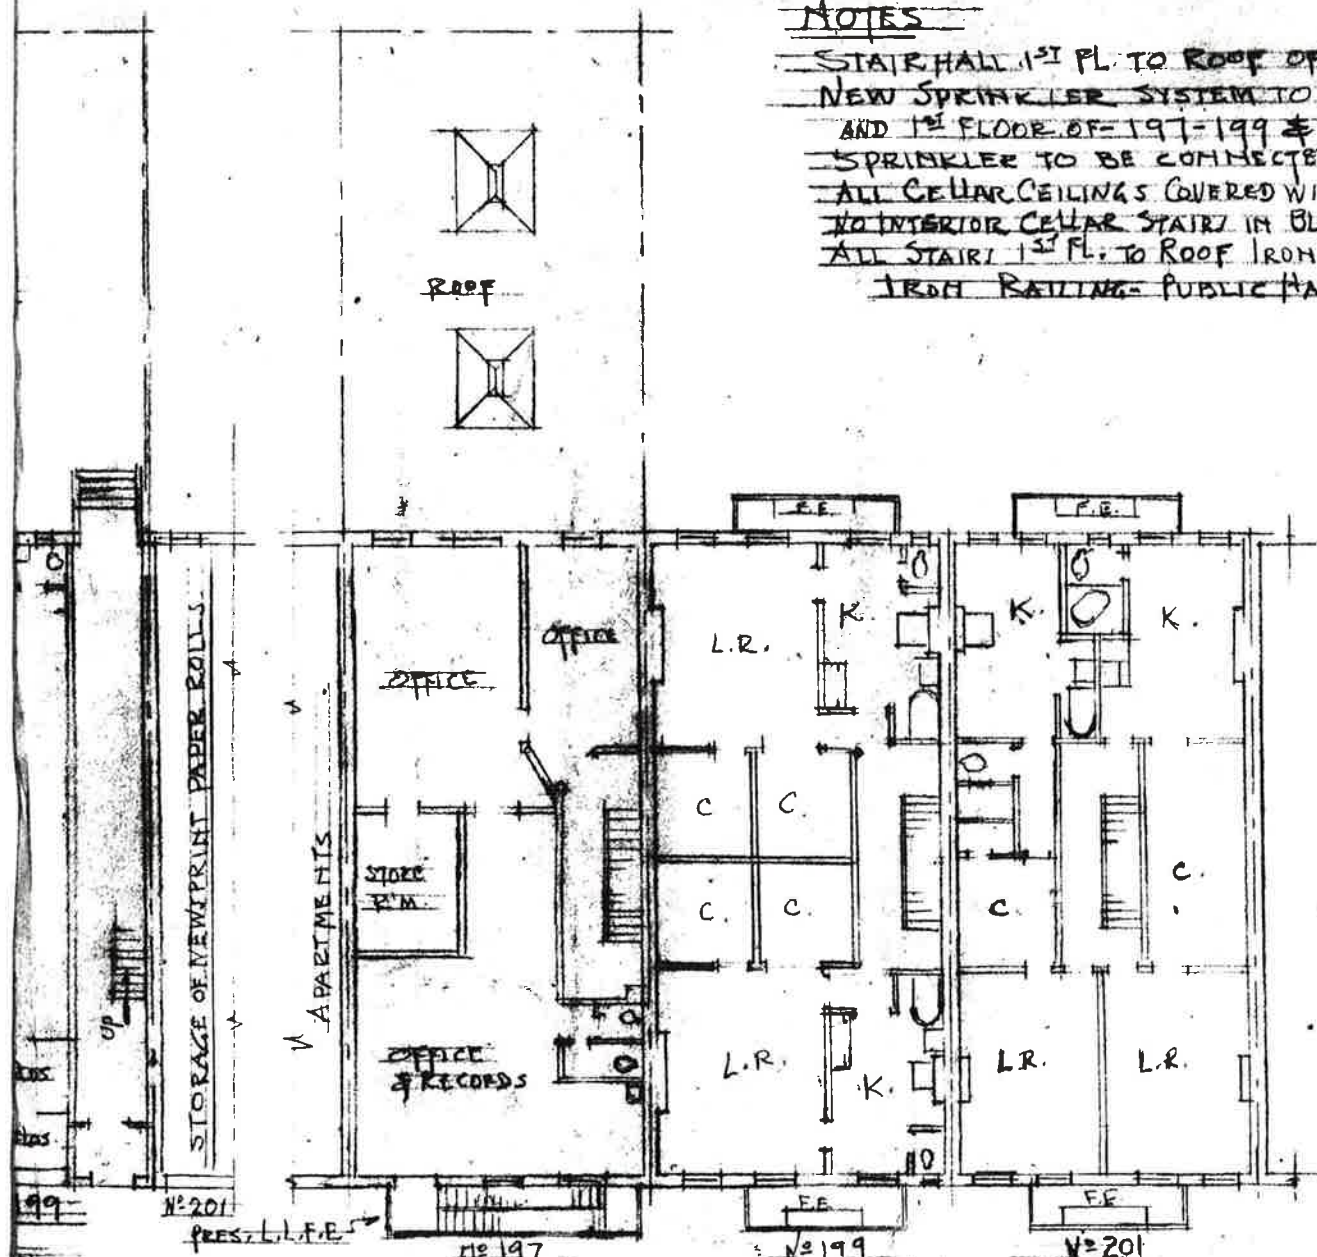 NOTES
STAIR HALL 1ST FL. TO ROOF OF
NEW SPRINKLER SYSTEM TO
AND 1ST FLOOR OF-197-199 &
SPRINKLER TO BE CONNECTE
ALL CELLAR CEILINGS COVERED WI
NO INTERIOR CELLAR STAIRS IN BL
ALL STAIRS 1ST FL. TO ROOF IRON
IRON RAILING- PUBLIC HA
ROOF
F.E.
F.E.
OFFICE
OFFICE
L.R.
K.
K.
K.
STORAGE OF NEWSPRINT PAPER ROLLS.
APARTMENTS
STORE
R'M.
C
C.
C.
C.
C.
C.
UP
OFFICE
& RECORDS
L.R.
K.
L.R.
L.R.
F.E.
F.E.
99-
Nº 201
PRES. L.L.F.E.S
Nº 197
Nº 199
Nº 201